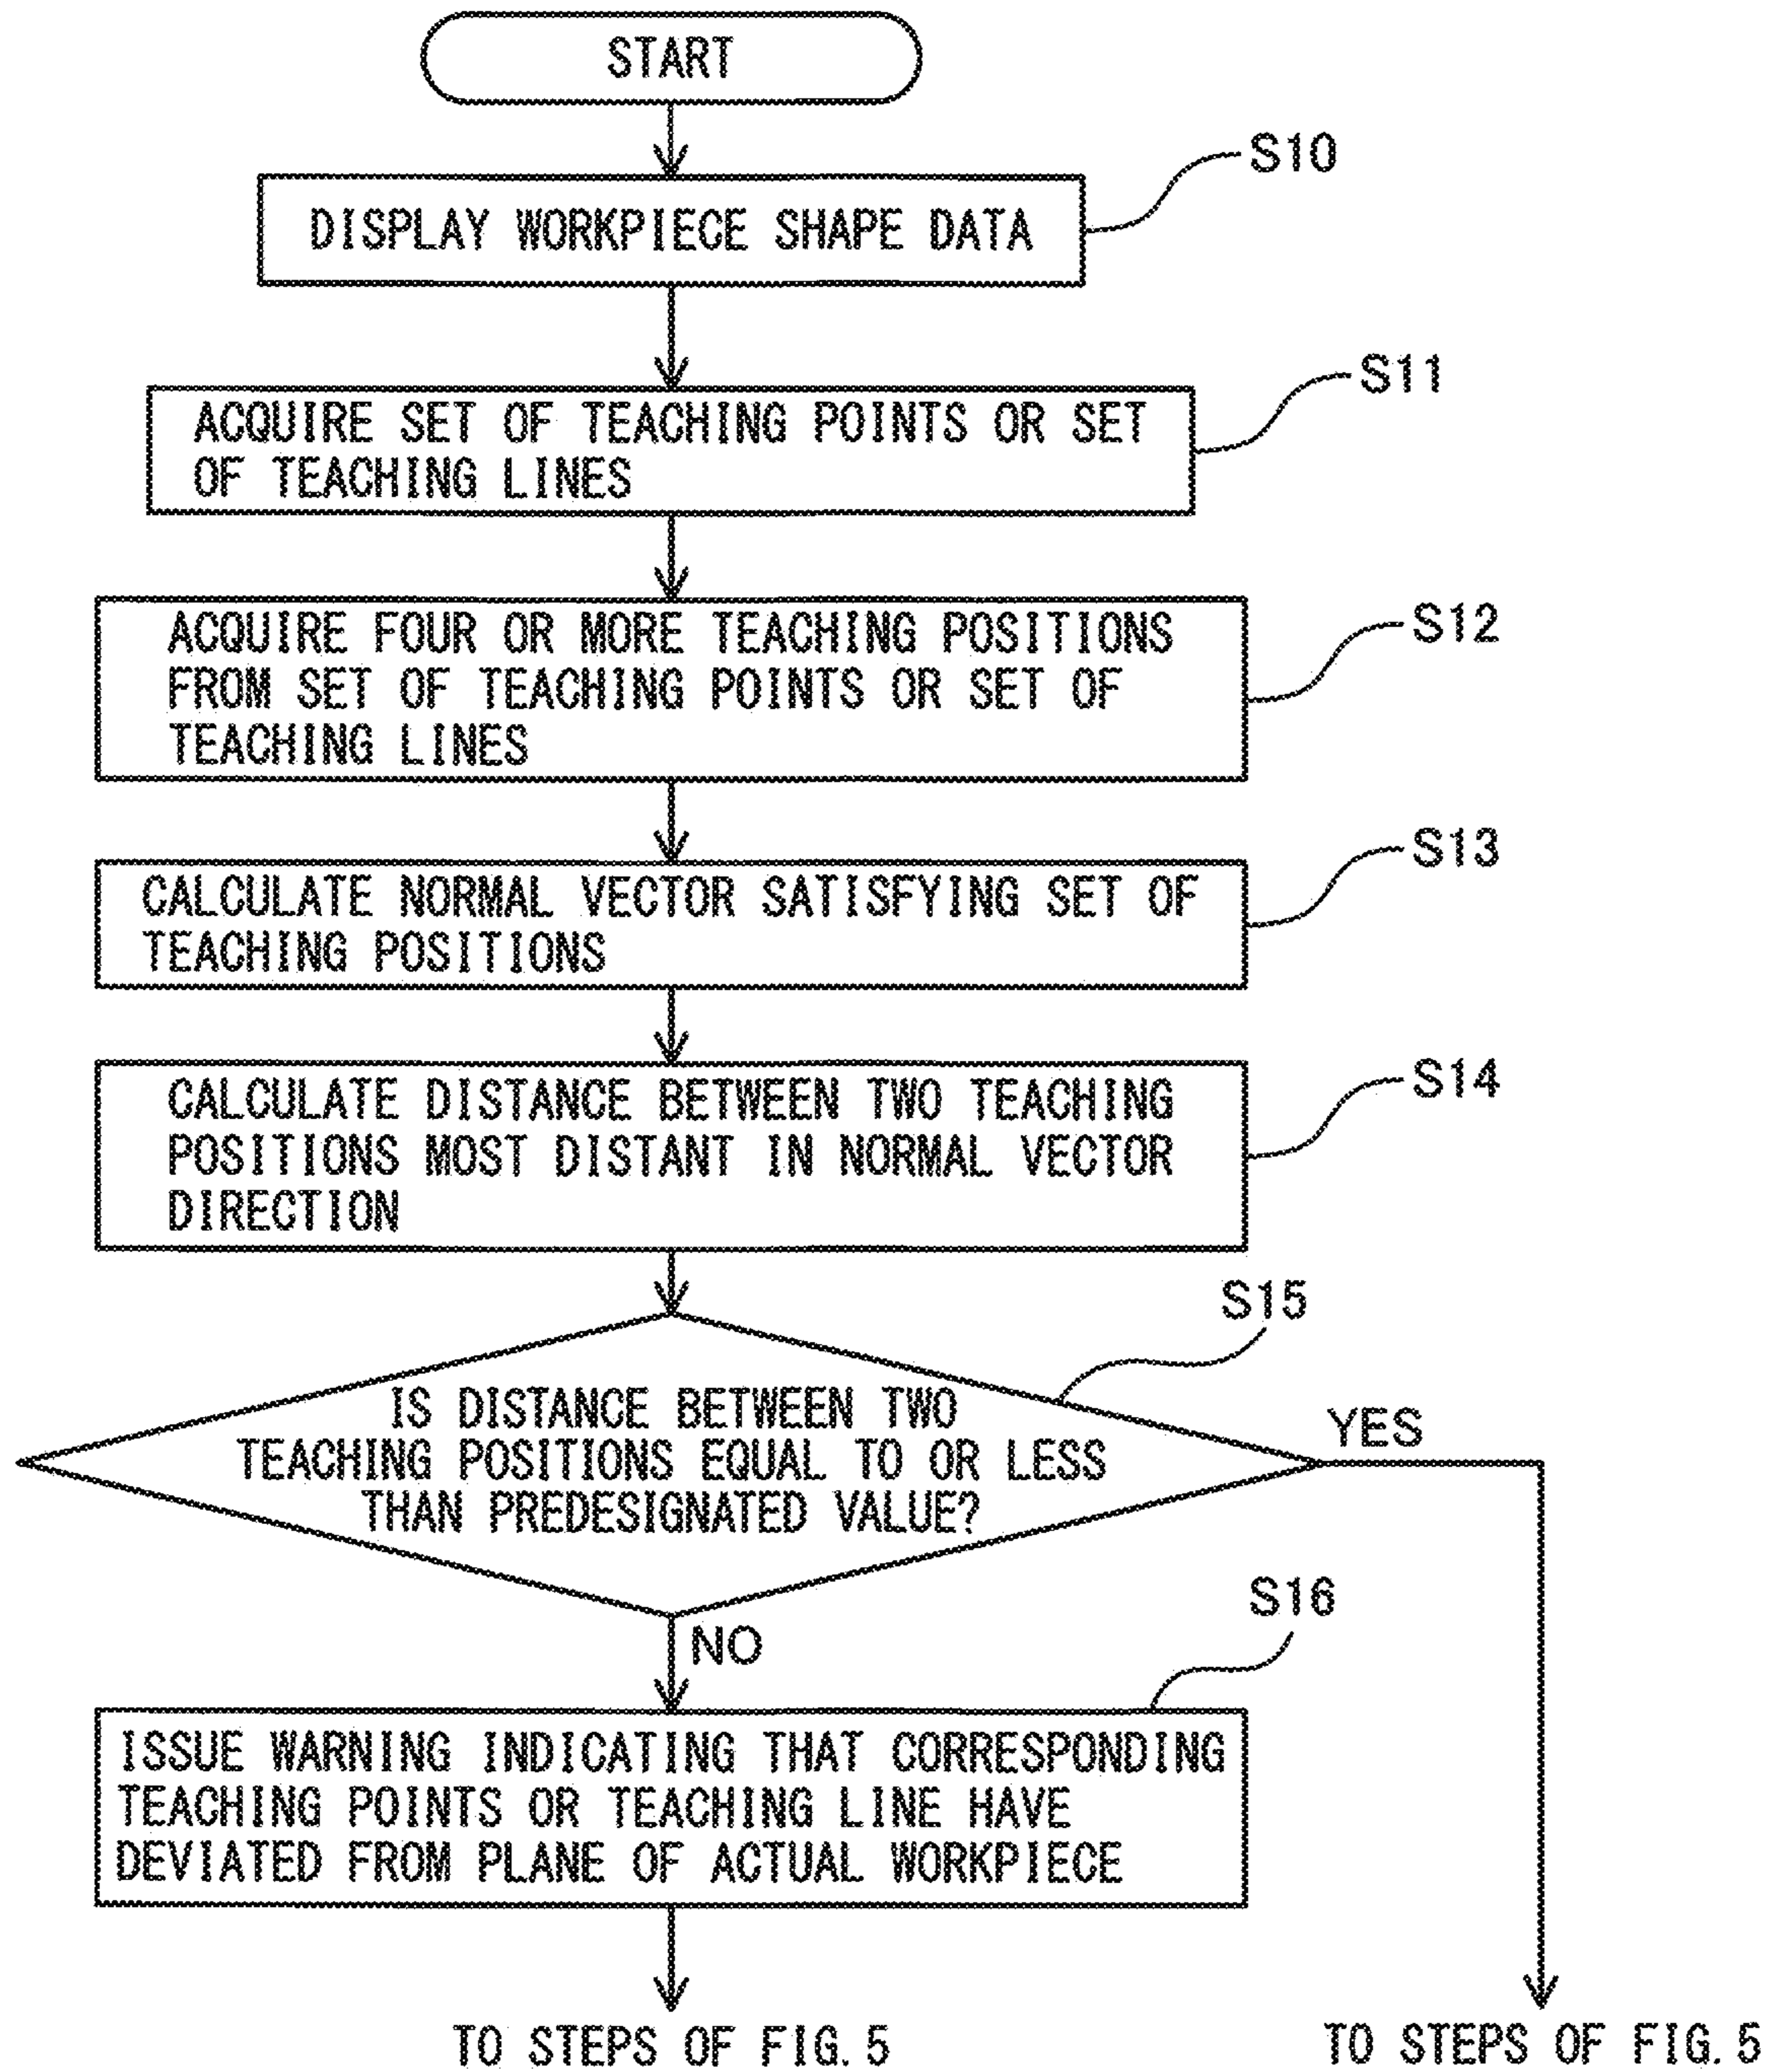 START
S10
DISPLAY WORKPIECE SHAPE DATA
S11
ACQUIRE SET OF TEACHING POINTS OR SET
OF TEACHING LINES
S12
ACQUIRE FOUR OR MORE TEACHING POSITIONS
FROM SET OF TEACHING POINTS OR SET OF
TEACHING LINES
S13
CALCULATE NORMAL VECTOR SATISFYING SET OF
TEACHING POSITIONS
S14
CALCULATE DISTANCE BETWEEN TWO TEACHING
POSITIONS MOST DISTANT IN NORMAL VECTOR
DIRECTION
S15
IS DISTANCE BETWEEN TWO
TEACHING POSITIONS EQUAL TO OR LESS
THAN PREDESIGNATED VALUE?
YES
NO
S16
ISSUE WARNING INDICATING THAT CORRESPONDING
TEACHING POINTS OR TEACHING LINE HAVE
DEVIATED FROM PLANE OF ACTUAL WORKPIECE
TO STEPS OF FIG. 5
TO STEPS OF FIG. 5